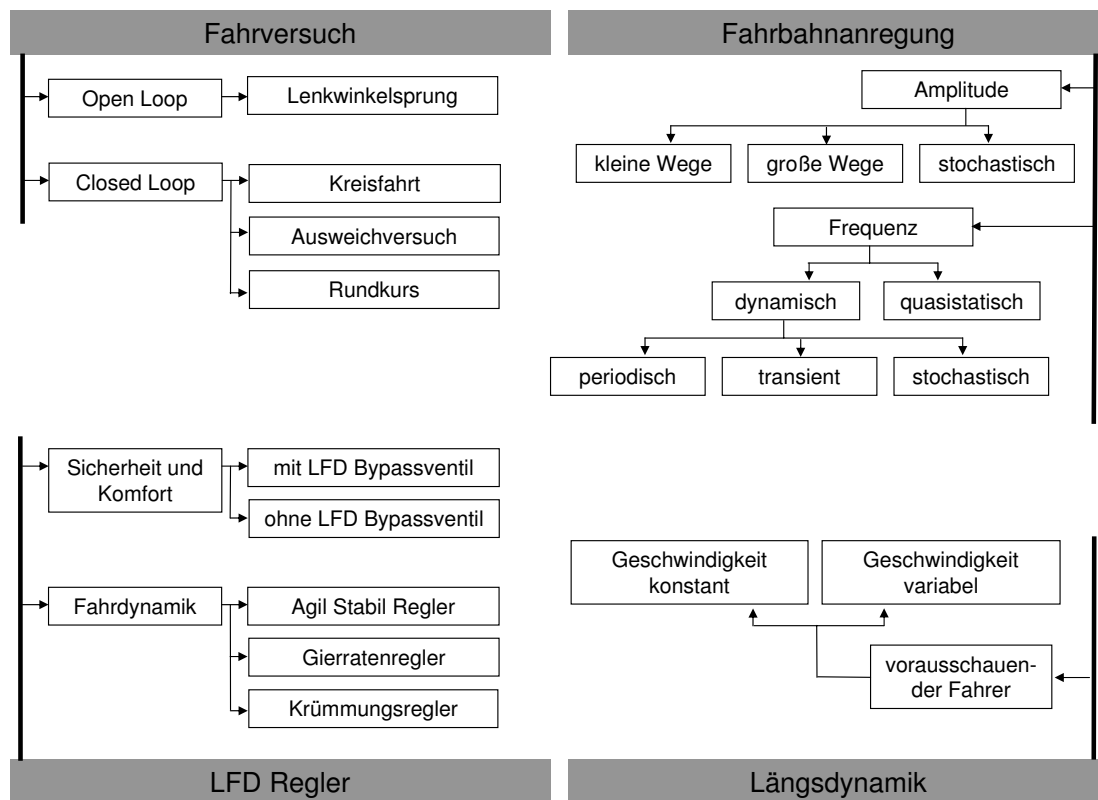 Fahrversuch
Open Loop
Lenkwinkelsprung
Closed Loop
Kreisfahrt
Ausweichversuch
Rundkurs
Fahrbahnanregung
Amplitude
kleine Wege
große Wege
stochastisch
Frequenz
dynamisch
quasistatisch
periodisch
transient
stochastisch
Sicherheit und
Komfort
mit LFD Bypassventil
ohne LFD Bypassventil
Fahrdynamik
Agil Stabil Regler
Gierratenregler
Krümmungsregler
LFD Regler
Geschwindigkeit
konstant
Geschwindigkeit
variabel
vorausschauen-
der Fahrer
Längsdynamik